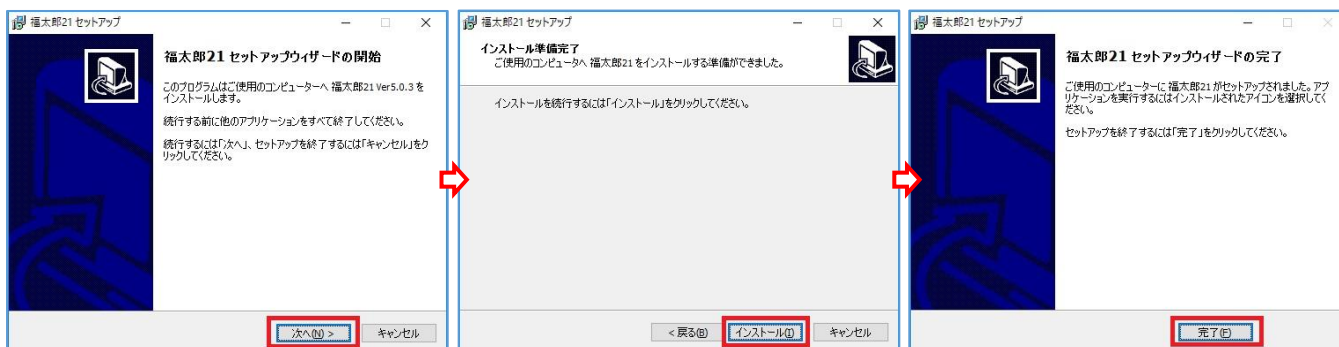 福太郎21 セットアップ
福太郎21 セットアップウィザードの開始
このプログラムはご使用のコンピューターへ 福太郎21 Ver5.0.3 を
インストールします。
続行する前に他のアプリケーションをすべて終了してください。
続行するには「次へ」、セットアップを終了するには「キャンセル」をク
リックしてください。
次へ(N) >
キャンセル
福太郎21 セットアップ
インストール準備完了
ご使用のコンピュータへ 福太郎21 をインストールする準備ができました。
インストールを続行するには「インストール」をクリックしてください。
< 戻る(B)
インストール(I)
キャンセル
福太郎21 セットアップ
福太郎21 セットアップウィザードの完了
ご使用のコンピューターに 福太郎21 がセットアップされました。アプ
リケーションを実行するにはインストールされたアイコンを選択してく
ださい。
セットアップを終了するには「完了」をクリックしてください。
完了(F)